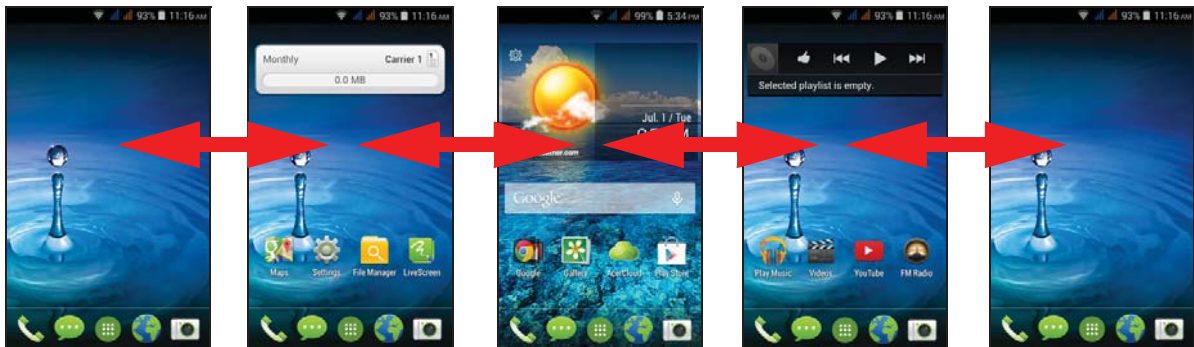 93% 11:16 AM
93% 11:16 AM
Monthly Carrier 1
0.0 MB
Maps Settings File Manager LiveScreen
99% 5:34 PM
Jul. 1 / Tue
Google
Google Gallery AcerCloud Play Store
93% 11:16 AM
Selected playlist is empty.
Play Music Videos YouTube FM Radio
93% 11:16 AM